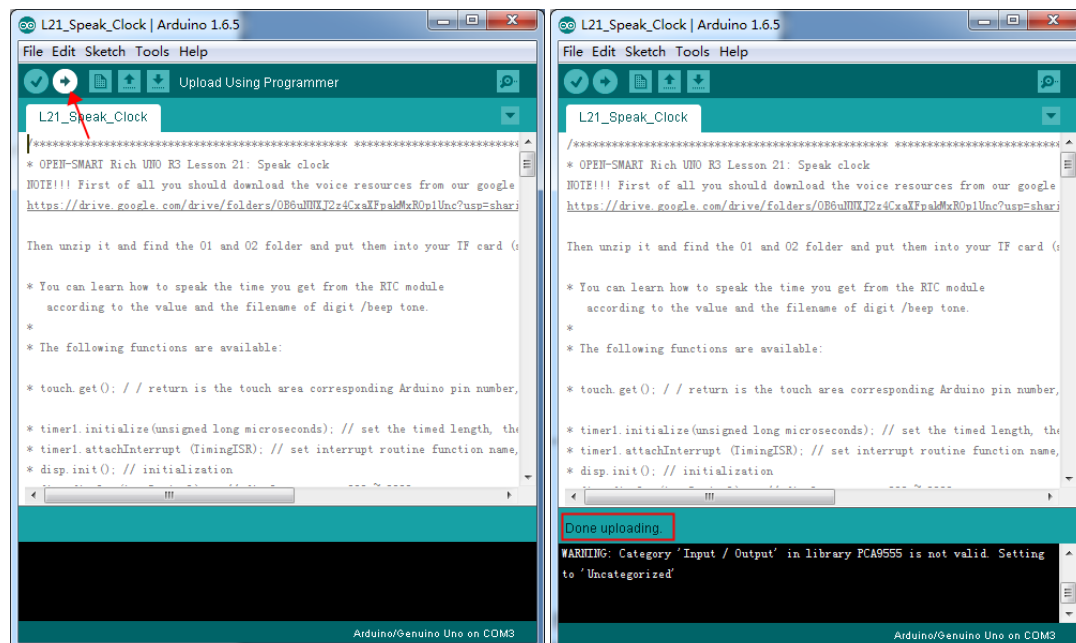 L21_Speak_Clock | Arduino 1.6.5
File Edit Sketch Tools Help
Upload Using Programmer
L21_Speak_Clock
/************************************************* *************************
* OPEN-SMART Rich UNO R3 Lesson 21: Speak clock
NOTE!!! First of all you should download the voice resources from our google
https://drive.google.com/drive/folders/
Then unzip it and find the 01 and 02 folder and put them into your TF card (
* You can learn how to speak the time you get from the RTC module
according to the value and the filename of digit /beep tone.
*
* The following functions are available:
* touch.get(); / / return is the touch area corresponding Arduino pin number,
* timer1.initialize(unsigned long microseconds); // set the timed length, the
* timer1.attachInterrupt (TimingISR); // set interrupt routine function name,
* disp.init(); // initialization
Arduino/Genuino Uno on COM3
L21_Speak_Clock | Arduino 1.6.5
File Edit Sketch Tools Help
L21_Speak_Clock
/************************************************* *************************
* OPEN-SMART Rich UNO R3 Lesson 21: Speak clock
NOTE!!! First of all you should download the voice resources from our google
https://drive.google.com/drive/folders/
Then unzip it and find the 01 and 02 folder and put them into your TF card (
* You can learn how to speak the time you get from the RTC module
according to the value and the filename of digit /beep tone.
*
* The following functions are available:
* touch.get(); / / return is the touch area corresponding Arduino pin number,
* timer1.initialize(unsigned long microseconds); // set the timed length, the
* timer1.attachInterrupt (TimingISR); // set interrupt routine function name,
* disp.init(); // initialization
Done uploading.
WARNING: Category 'Input / Output' in library PCA9555 is not valid. Setting
to 'Uncategorized'
Arduino/Genuino Uno on COM3